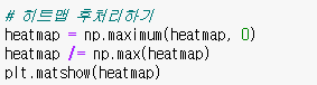 # 히트맵 후처리하기
heatmap = np.maximum(heatmap, 0)
heatmap /= np.max(heatmap)
plt.matshow(heatmap)